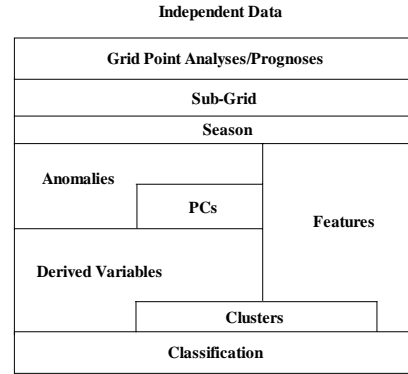 Independent Data
Grid Point Analyses/Prognoses
Sub-Grid
Season
Anomalies
PCs
Features
Derived Variables
Clusters
Classification